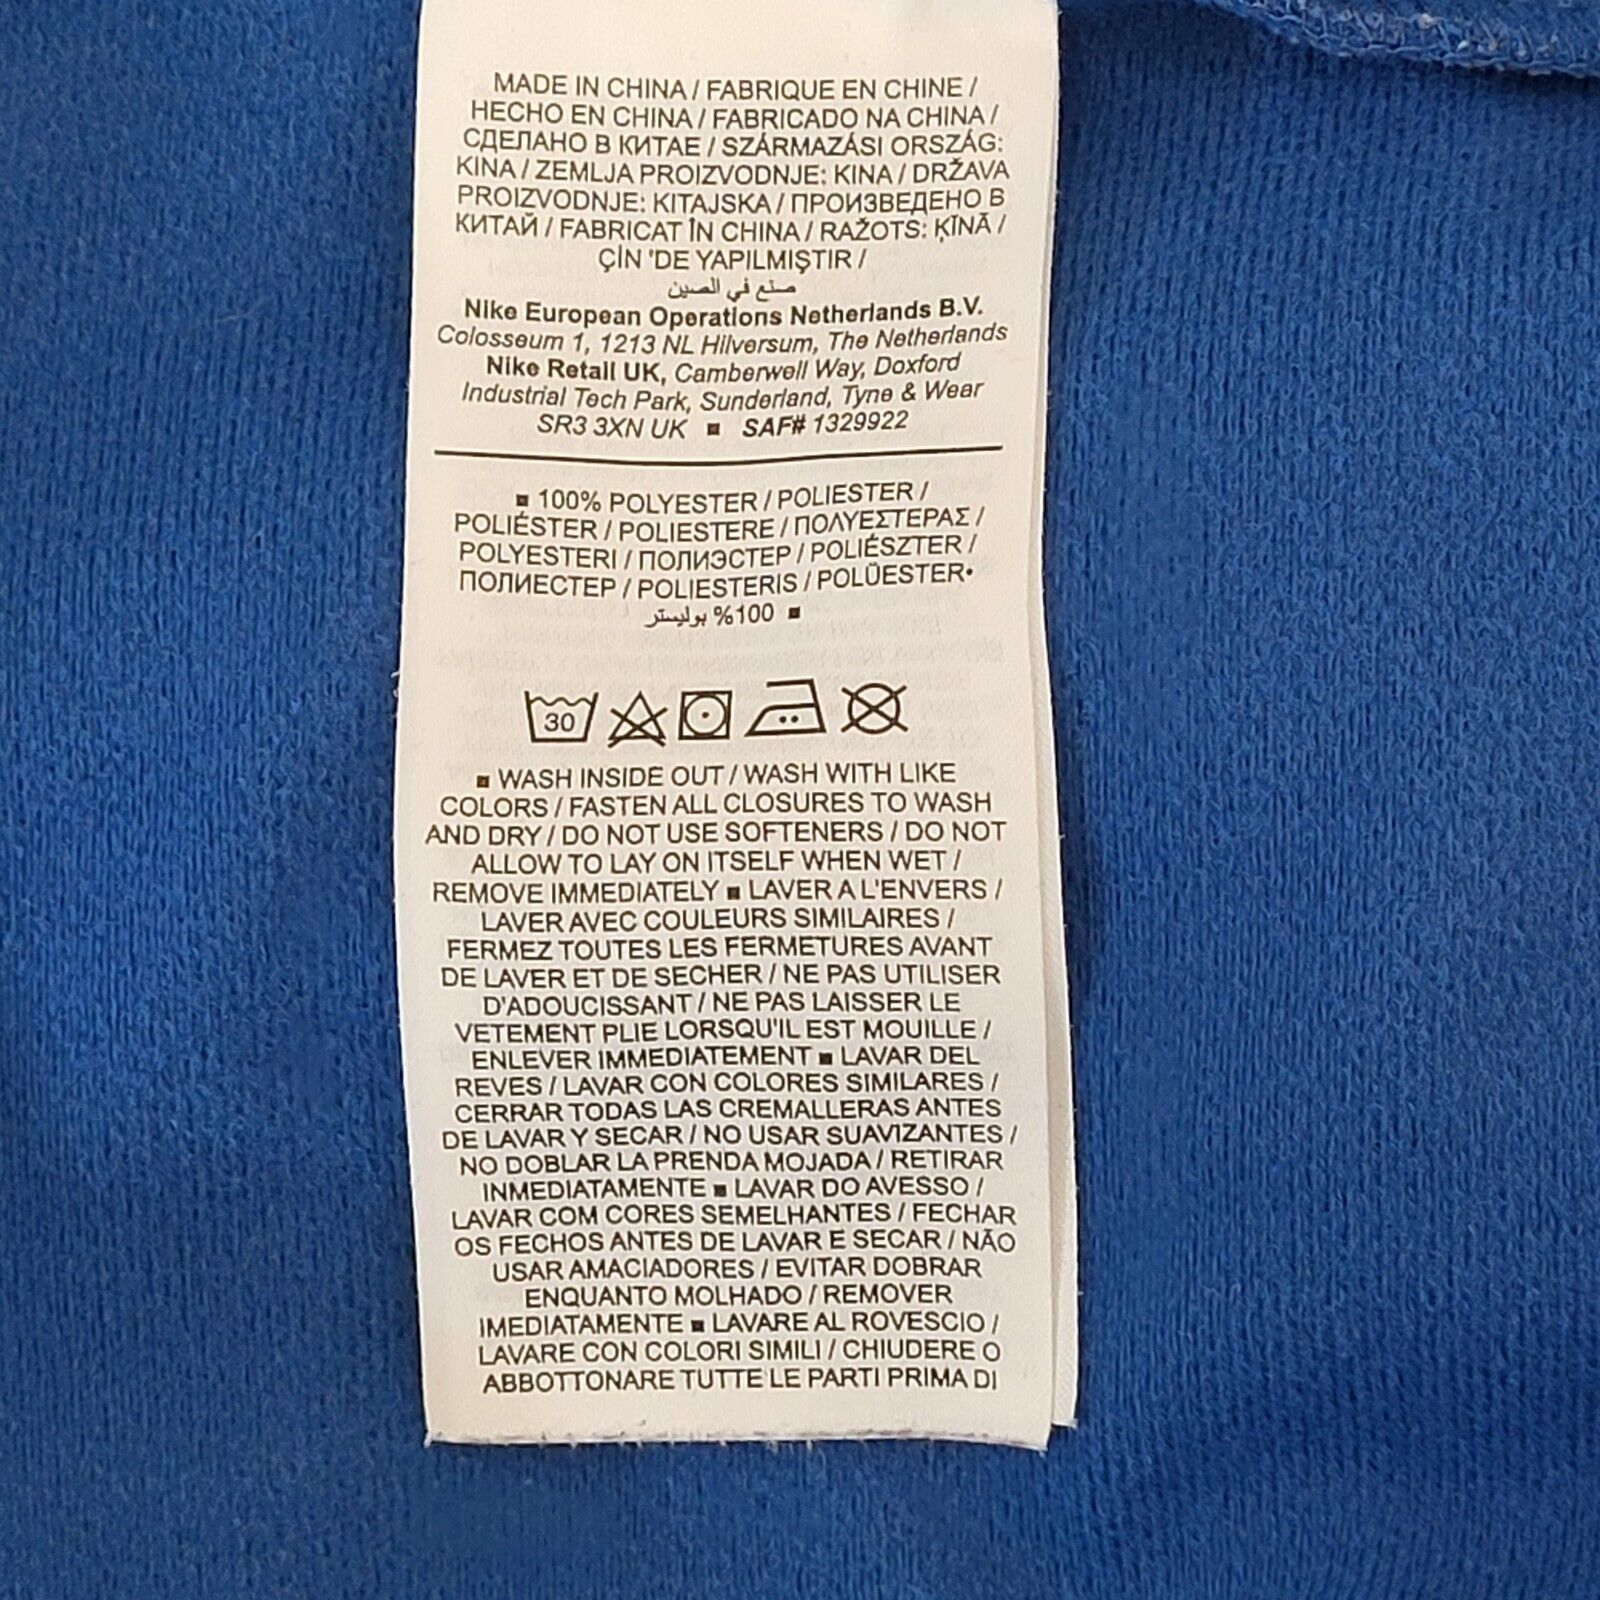 MADE IN CHINA / FABRIQUE EN CHINE /
HECHO EN CHINA / FABRICADO NA CHINA /
СДЕЛАНО В КИТАЕ / SZÁRMAZÁSI ORSZÁG:
KINA / ZEMLJA PROIZVODNJE: KINA / DRŽAVA
PROIZVODNJE: KITAJSKA / ПРОИЗВЕДЕНО В
КИТАЙ / FABRICAT ÎN CHINA / RAŽOTS: ĶĪNĀ /
ÇİN 'DE YAPILMIŞTIR /
صنع في الصين
Nike European Operations Netherlands B.V.
Colosseum 1, 1213 NL Hilversum, The Netherlands
Nike Retail UK, Camberwell Way, Doxford
Industrial Tech Park, Sunderland, Tyne & Wear
SR3 3XN UK ■ SAF# 1329922
■ 100% POLYESTER / POLIESTER /
POLIÉSTER / POLIESTERE / ΠΟΛΥΕΣΤΕΡΑΣ /
POLYESTERI / ПОЛИЭСТЕР / POLIÉSZTER /
ПОЛИЕСТЕР / POLIESTERIS / POLÜESTER•
■ 100% بوليستر
30
■ WASH INSIDE OUT / WASH WITH LIKE
COLORS / FASTEN ALL CLOSURES TO WASH
AND DRY / DO NOT USE SOFTENERS / DO NOT
ALLOW TO LAY ON ITSELF WHEN WET /
REMOVE IMMEDIATELY ■ LAVER A L'ENVERS /
LAVER AVEC COULEURS SIMILAIRES /
FERMEZ TOUTES LES FERMETURES AVANT
DE LAVER ET DE SECHER / NE PAS UTILISER
D'ADOUCISSANT / NE PAS LAISSER LE
VETEMENT PLIE LORSQU'IL EST MOUILLE /
ENLEVER IMMEDIATEMENT ■ LAVAR DEL
REVES / LAVAR CON COLORES SIMILARES /
CERRAR TODAS LAS CREMALLERAS ANTES
DE LAVAR Y SECAR / NO USAR SUAVIZANTES /
NO DOBLAR LA PRENDA MOJADA / RETIRAR
INMEDIATAMENTE ■ LAVAR DO AVESSO /
LAVAR COM CORES SEMELHANTES / FECHAR
OS FECHOS ANTES DE LAVAR E SECAR / NÃO
USAR AMACIADORES / EVITAR DOBRAR
ENQUANTO MOLHADO / REMOVER
IMEDIATAMENTE ■ LAVARE AL ROVESCIO /
LAVARE CON COLORI SIMILI / CHIUDERE O
ABBOTTONARE TUTTE LE PARTI PRIMA DI